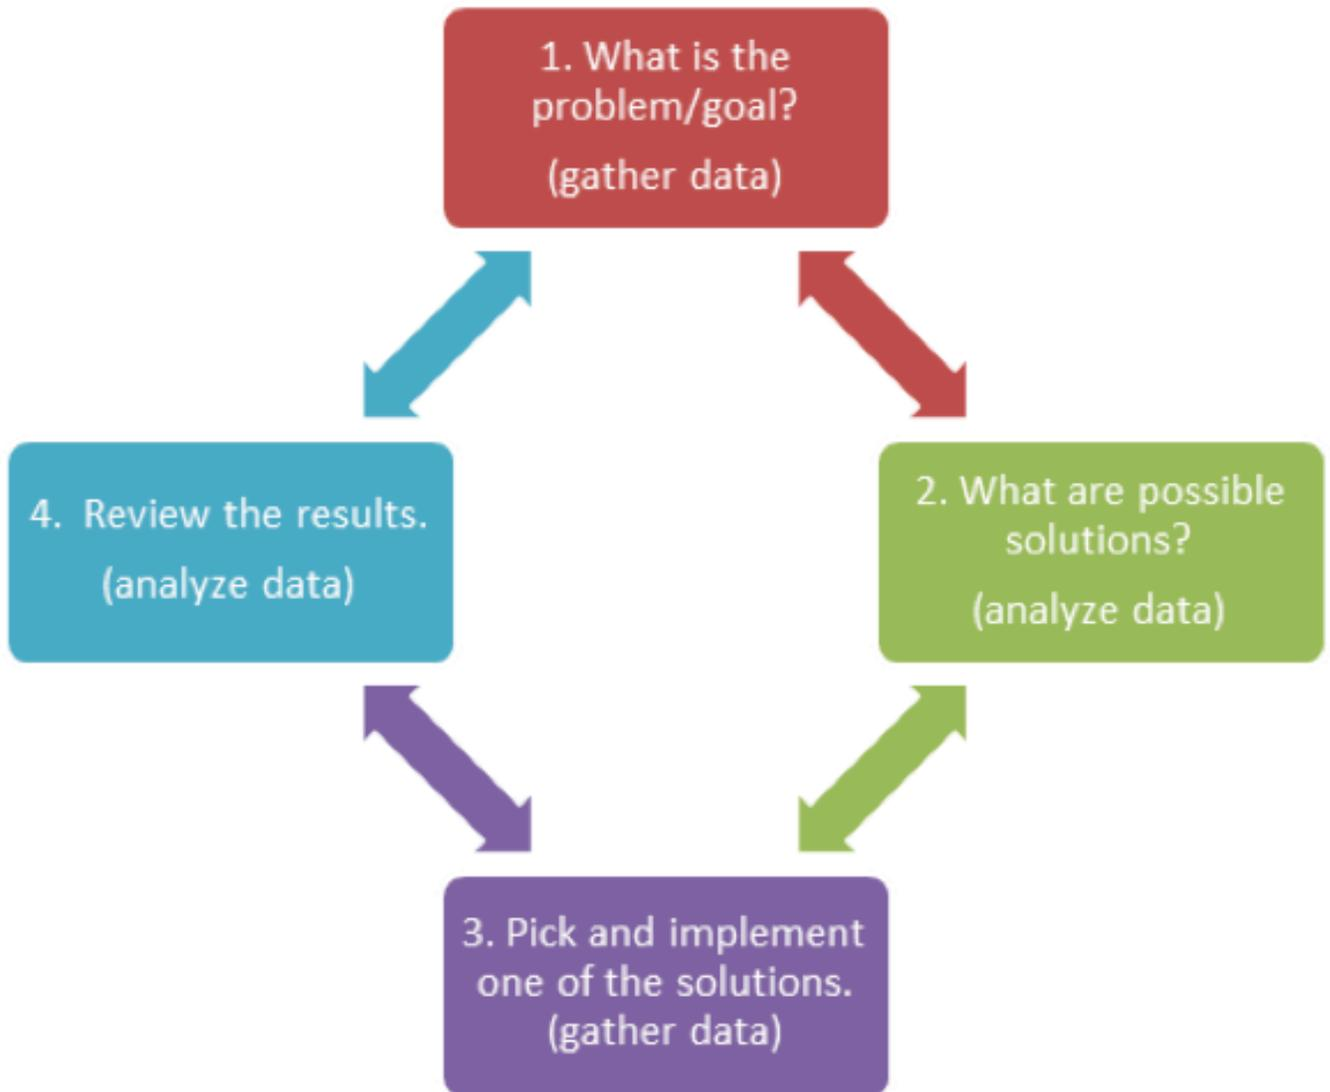 1. What is the
problem/goal?
(gather data)
2. What are possible
solutions?
(analyze data)
3. Pick and implement
one of the solutions.
(gather data)
4.  Review the results.
(analyze data)